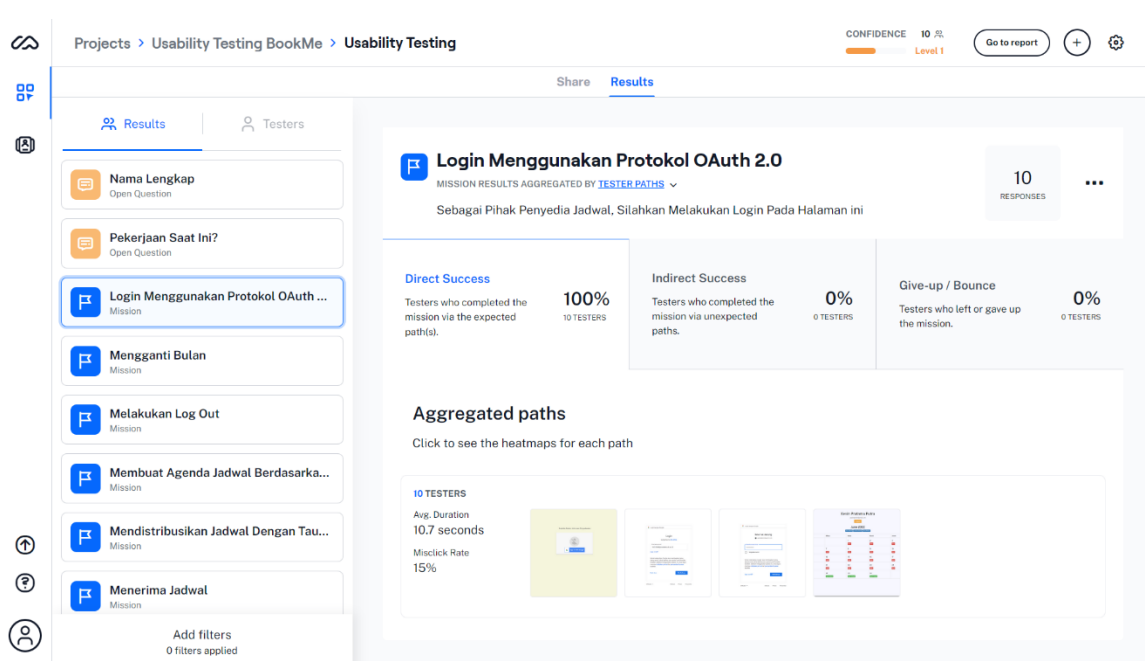 Projects > Usability Testing BookMe > Usability Testing
CONFIDENCE 10
Level 1
Go to report
Share Results
Results Testers
Nama Lengkap
Open Question
Pekerjaan Saat Ini?
Open Question
Login Menggunakan Protokol OAuth ...
Mission
Mengganti Bulan
Mission
Melakukan Log Out
Mission
Membuat Agenda Jadwal Berdasarka...
Mission
Mendistribusikan Jadwal Dengan Tau...
Mission
Menerima Jadwal
Mission
Add filters
0 filters applied
Login Menggunakan Protokol OAuth 2.0
MISSION RESULTS AGGREGATED BY TESTER PATHS
Sebagai Pihak Penyedia Jadwal, Silahkan Melakukan Login Pada Halaman ini
10
RESPONSES
Direct Success
Testers who completed the
mission via the expected
path(s).
100%
10 TESTERS
Indirect Success
Testers who completed the
mission via unexpected
paths.
0%
0 TESTERS
Give-up / Bounce
Testers who left or gave up
the mission.
0%
0 TESTERS
Aggregated paths
Click to see the heatmaps for each path
10 TESTERS
Avg. Duration
10.7 seconds
Misclick Rate
15%